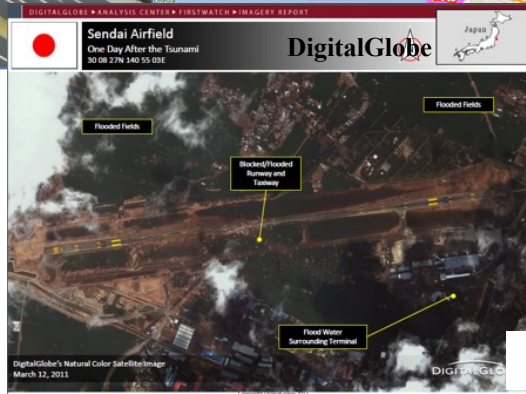 DIGITALGLOBE ▸ ANALYSIS CENTER ▸ FIRSTWATCH ▸ IMAGERY REPORT
Sendai Airfield
One Day After the Tsunami
30 08 27N 140 55 03E
DigitalGlobe
Japan
Flooded Fields
Flooded Fields
Blocked/Flooded
Runway and
Taxiway
Flood Water
Surrounding Terminal
DigitalGlobe's Natural Color Satellite Image
March 12, 2011
DIGITALGLO